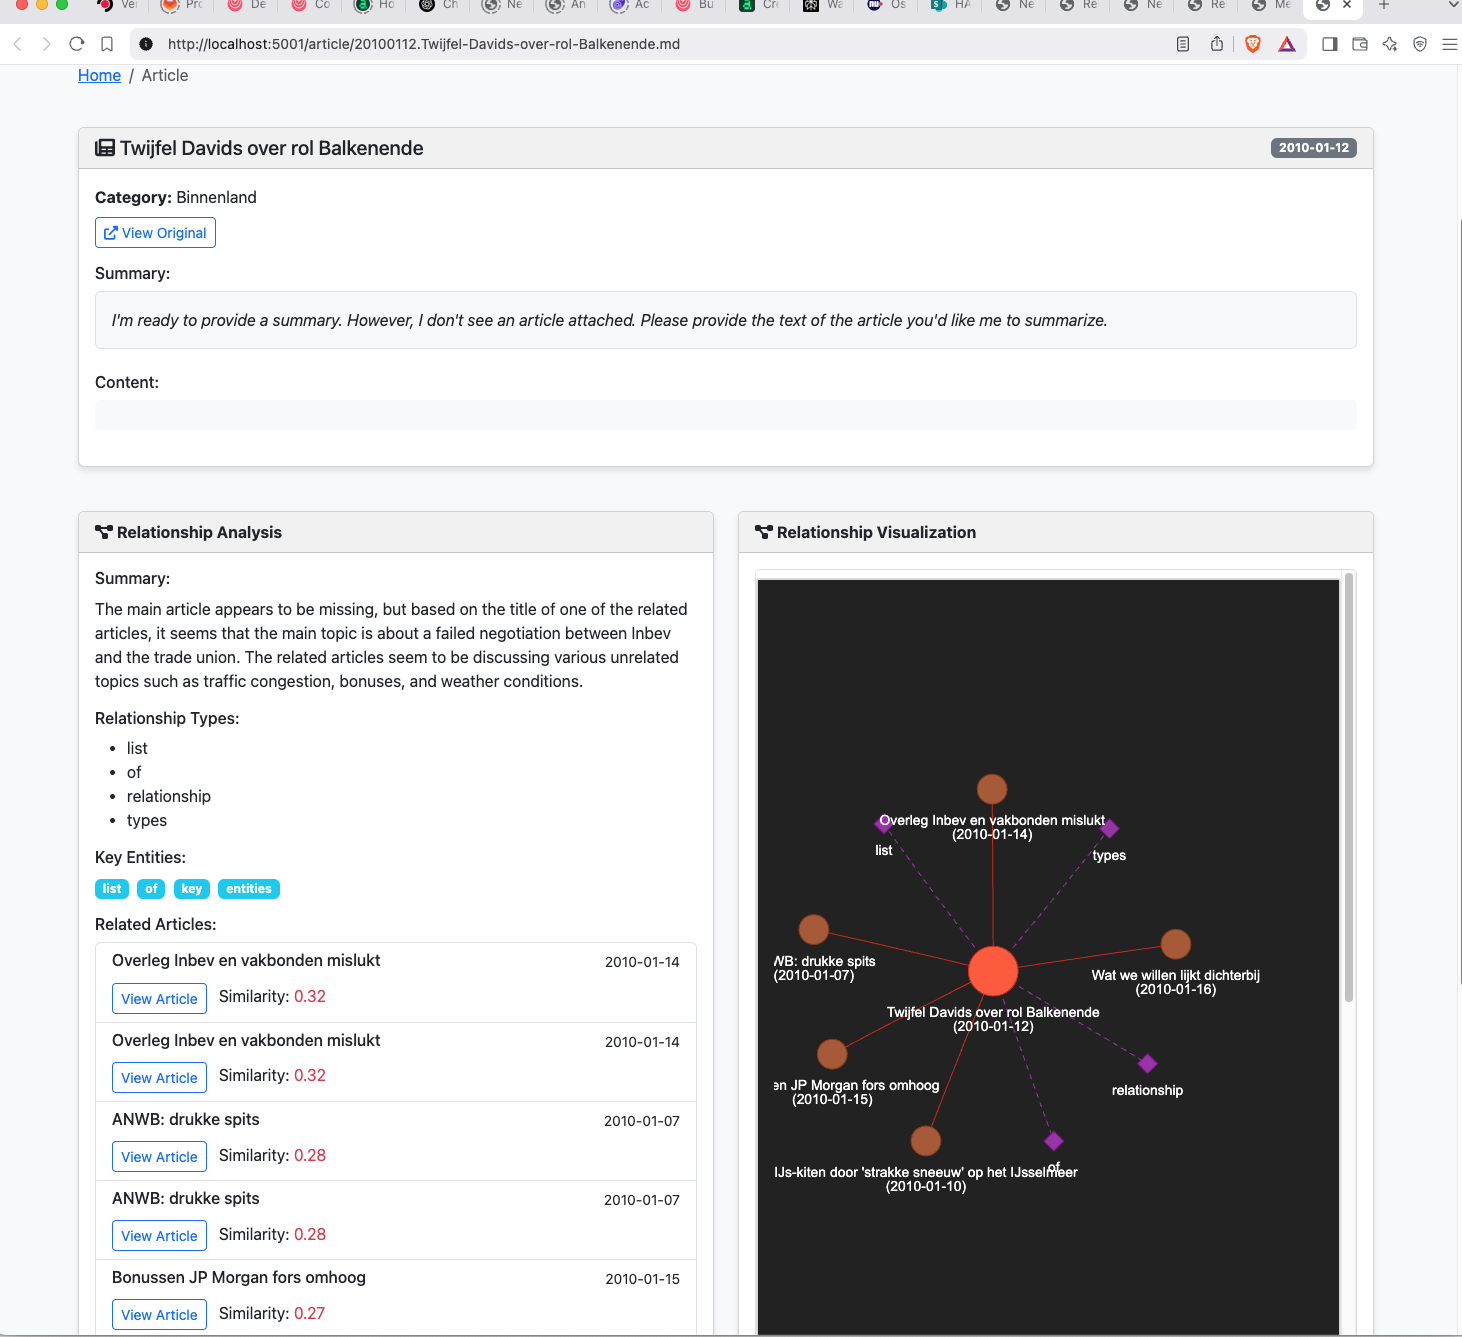 Ver
Pro
De
Co
Ho
Ch
Ne
An
Ac
Bu
Cr
Wa
Os
HA
Ne
Re
Ne
Re
Me
http://localhost:5001/article/20100112.Twijfel-Davids-over-rol-Balkenende.md
Home / Article
Twijfel Davids over rol Balkenende
2010-01-12
Category: Binnenland
View Original
Summary:
I'm ready to provide a summary. However, I don't see an article attached. Please provide the text of the article you'd like me to summarize.
Content:
Relationship Analysis
Summary:
The main article appears to be missing, but based on the title of one of the related
articles, it seems that the main topic is about a failed negotiation between Inbev
and the trade union. The related articles seem to be discussing various unrelated
topics such as traffic congestion, bonuses, and weather conditions.
Relationship Types:
• list
• of
• relationship
• types
Key Entities:
list of key entities
Related Articles:
Overleg Inbev en vakbonden mislukt 2010-01-14
View Article Similarity: 0.32
Overleg Inbev en vakbonden mislukt 2010-01-14
View Article Similarity: 0.32
ANWB: drukke spits 2010-01-07
View Article Similarity: 0.28
ANWB: drukke spits 2010-01-07
View Article Similarity: 0.28
Bonussen JP Morgan fors omhoog 2010-01-15
View Article Similarity: 0.27
Relationship Visualization
Overleg Inbev en vakbonden mislukt
(2010-01-14)
list
types
WB: drukke spits
(2010-01-07)
Wat we willen lijkt dichterbij
(2010-01-16)
Twijfel Davids over rol Balkenende
(2010-01-12)
en JP Morgan fors omhoog
(2010-01-15)
relationship
of
IJs-kiten door 'strakke sneeuw' op het IJsselmeer
(2010-01-10)